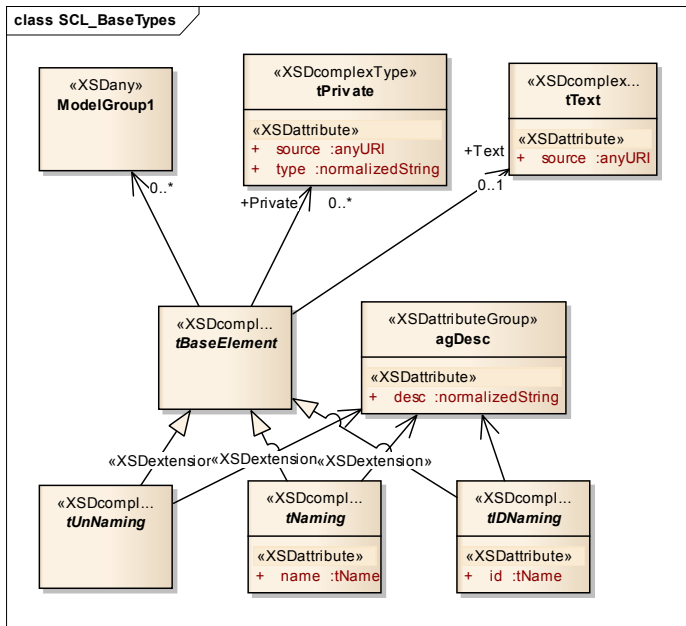 class SCL_BaseTypes
«XSDany»
ModelGroup1
«XSDcomplexType»
tPrivate
«XSDattribute»
+ source :anyURI
+ type :normalizedString
«XSDcomplex...
tText
«XSDattribute»
+ source :anyURI
+Text
0..1
0..*
+Private 0..*
«XSDcompl...
tBaseElement
«XSDattributeGroup»
agDesc
«XSDattribute»
+ desc :normalizedString
«XSDextension «XSDextension «XSDextension»
«XSDcompl...
tUnNaming
«XSDcompl...
tNaming
«XSDattribute»
+ name :tName
«XSDcompl...
tIDNaming
«XSDattribute»
+ id :tName